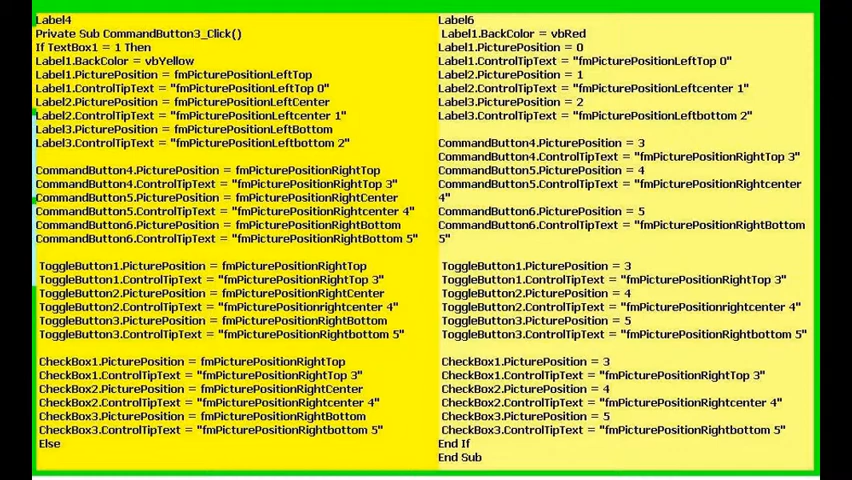 Label4
Private Sub CommandButton3_Click()
If TextBox1 = 1 Then
Label1.BackColor = vbYellow
Label1.PicturePosition = fmPicturePositionLeftTop
Label1.ControlTipText = "fmPicturePositionLeftTop 0"
Label2.PicturePosition = fmPicturePositionLeftCenter
Label2.ControlTipText = "fmPicturePositionLeftcenter 1"
Label3.PicturePosition = fmPicturePositionLeftBottom
Label3.ControlTipText = "fmPicturePositionLeftbottom 2"
CommandButton4.PicturePosition = fmPicturePositionRightTop
CommandButton4.ControlTipText = "fmPicturePositionRightTop 3"
CommandButton5.PicturePosition = fmPicturePositionRightCenter
CommandButton5.ControlTipText = "fmPicturePositionRightcenter 4"
CommandButton6.PicturePosition = fmPicturePositionRightBottom
CommandButton6.ControlTipText = "fmPicturePositionRightBottom 5"
ToggleButton1.PicturePosition = fmPicturePositionRightTop
ToggleButton1.ControlTipText = "fmPicturePositionRightTop 3"
ToggleButton2.PicturePosition = fmPicturePositionRightCenter
ToggleButton2.ControlTipText = "fmPicturePositionrightcenter 4"
ToggleButton3.PicturePosition = fmPicturePositionRightBottom
ToggleButton3.ControlTipText = "fmPicturePositionRightbottom 5"
CheckBox1.PicturePosition = fmPicturePositionRightTop
CheckBox1.ControlTipText = "fmPicturePositionRightTop 3"
CheckBox2.PicturePosition = fmPicturePositionRightCenter
CheckBox2.ControlTipText = "fmPicturePositionRightcenter 4"
CheckBox3.PicturePosition = fmPicturePositionRightBottom
CheckBox3.ControlTipText = "fmPicturePositionRightbottom 5"
Else
Label6
Label1.BackColor = vbRed
Label1.PicturePosition = 0
Label1.ControlTipText = "fmPicturePositionLeftTop 0"
Label2.PicturePosition = 1
Label2.ControlTipText = "fmPicturePositionLeftcenter 1"
Label3.PicturePosition = 2
Label3.ControlTipText = "fmPicturePositionLeftbottom 2"
CommandButton4.PicturePosition = 3
CommandButton4.ControlTipText = "fmPicturePositionRightTop 3"
CommandButton5.PicturePosition = 4
CommandButton5.ControlTipText = "fmPicturePositionRightcenter
4"
CommandButton6.PicturePosition = 5
CommandButton6.ControlTipText = "fmPicturePositionRightBottom
5"
ToggleButton1.PicturePosition = 3
ToggleButton1.ControlTipText = "fmPicturePositionRightTop 3"
ToggleButton2.PicturePosition = 4
ToggleButton2.ControlTipText = "fmPicturePositionrightcenter 4"
ToggleButton3.PicturePosition = 5
ToggleButton3.ControlTipText = "fmPicturePositionRightbottom 5"
CheckBox1.PicturePosition = 3
CheckBox1.ControlTipText = "fmPicturePositionRightTop 3"
CheckBox2.PicturePosition = 4
CheckBox2.ControlTipText = "fmPicturePositionRightcenter 4"
CheckBox3.PicturePosition = 5
CheckBox3.ControlTipText = "fmPicturePositionRightbottom 5"
End If
End Sub